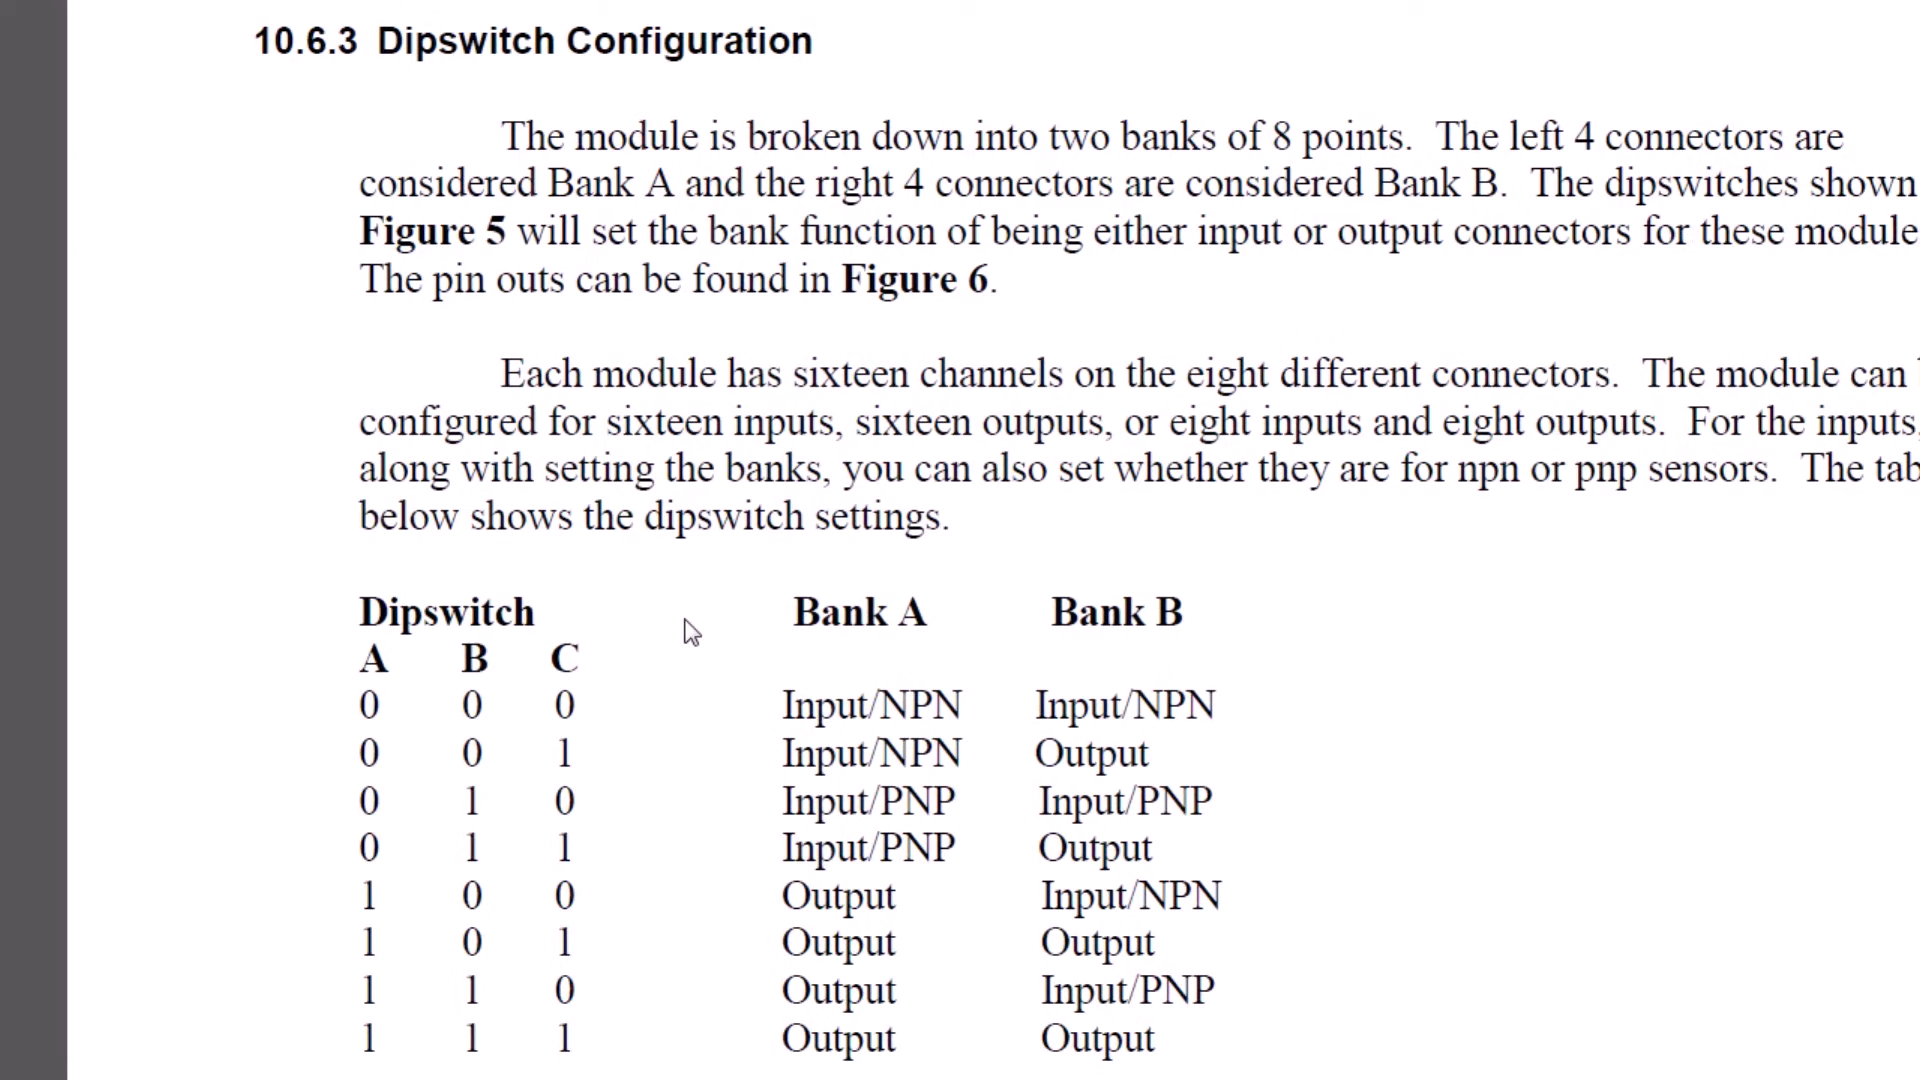 10.6.3 Dipswitch Configuration
The module is broken down into two banks of 8 points. The left 4 connectors are
considered Bank A and the right 4 connectors are considered Bank B. The dipswitches shown
Figure 5 will set the bank function of being either input or output connectors for these module
The pin outs can be found in Figure 6.
Each module has sixteen channels on the eight different connectors. The module can
configured for sixteen inputs, sixteen outputs, or eight inputs and eight outputs. For the inputs,
along with setting the banks, you can also set whether they are for npn or pnp sensors. The tab
below shows the dipswitch settings.
Dipswitch Bank A Bank B
A B C
0 0 0 Input/NPN Input/NPN
0 0 1 Input/NPN Output
0 1 0 Input/PNP Input/PNP
0 1 1 Input/PNP Output
1 0 0 Output Input/NPN
1 0 1 Output Output
1 1 0 Output Input/PNP
1 1 1 Output Output